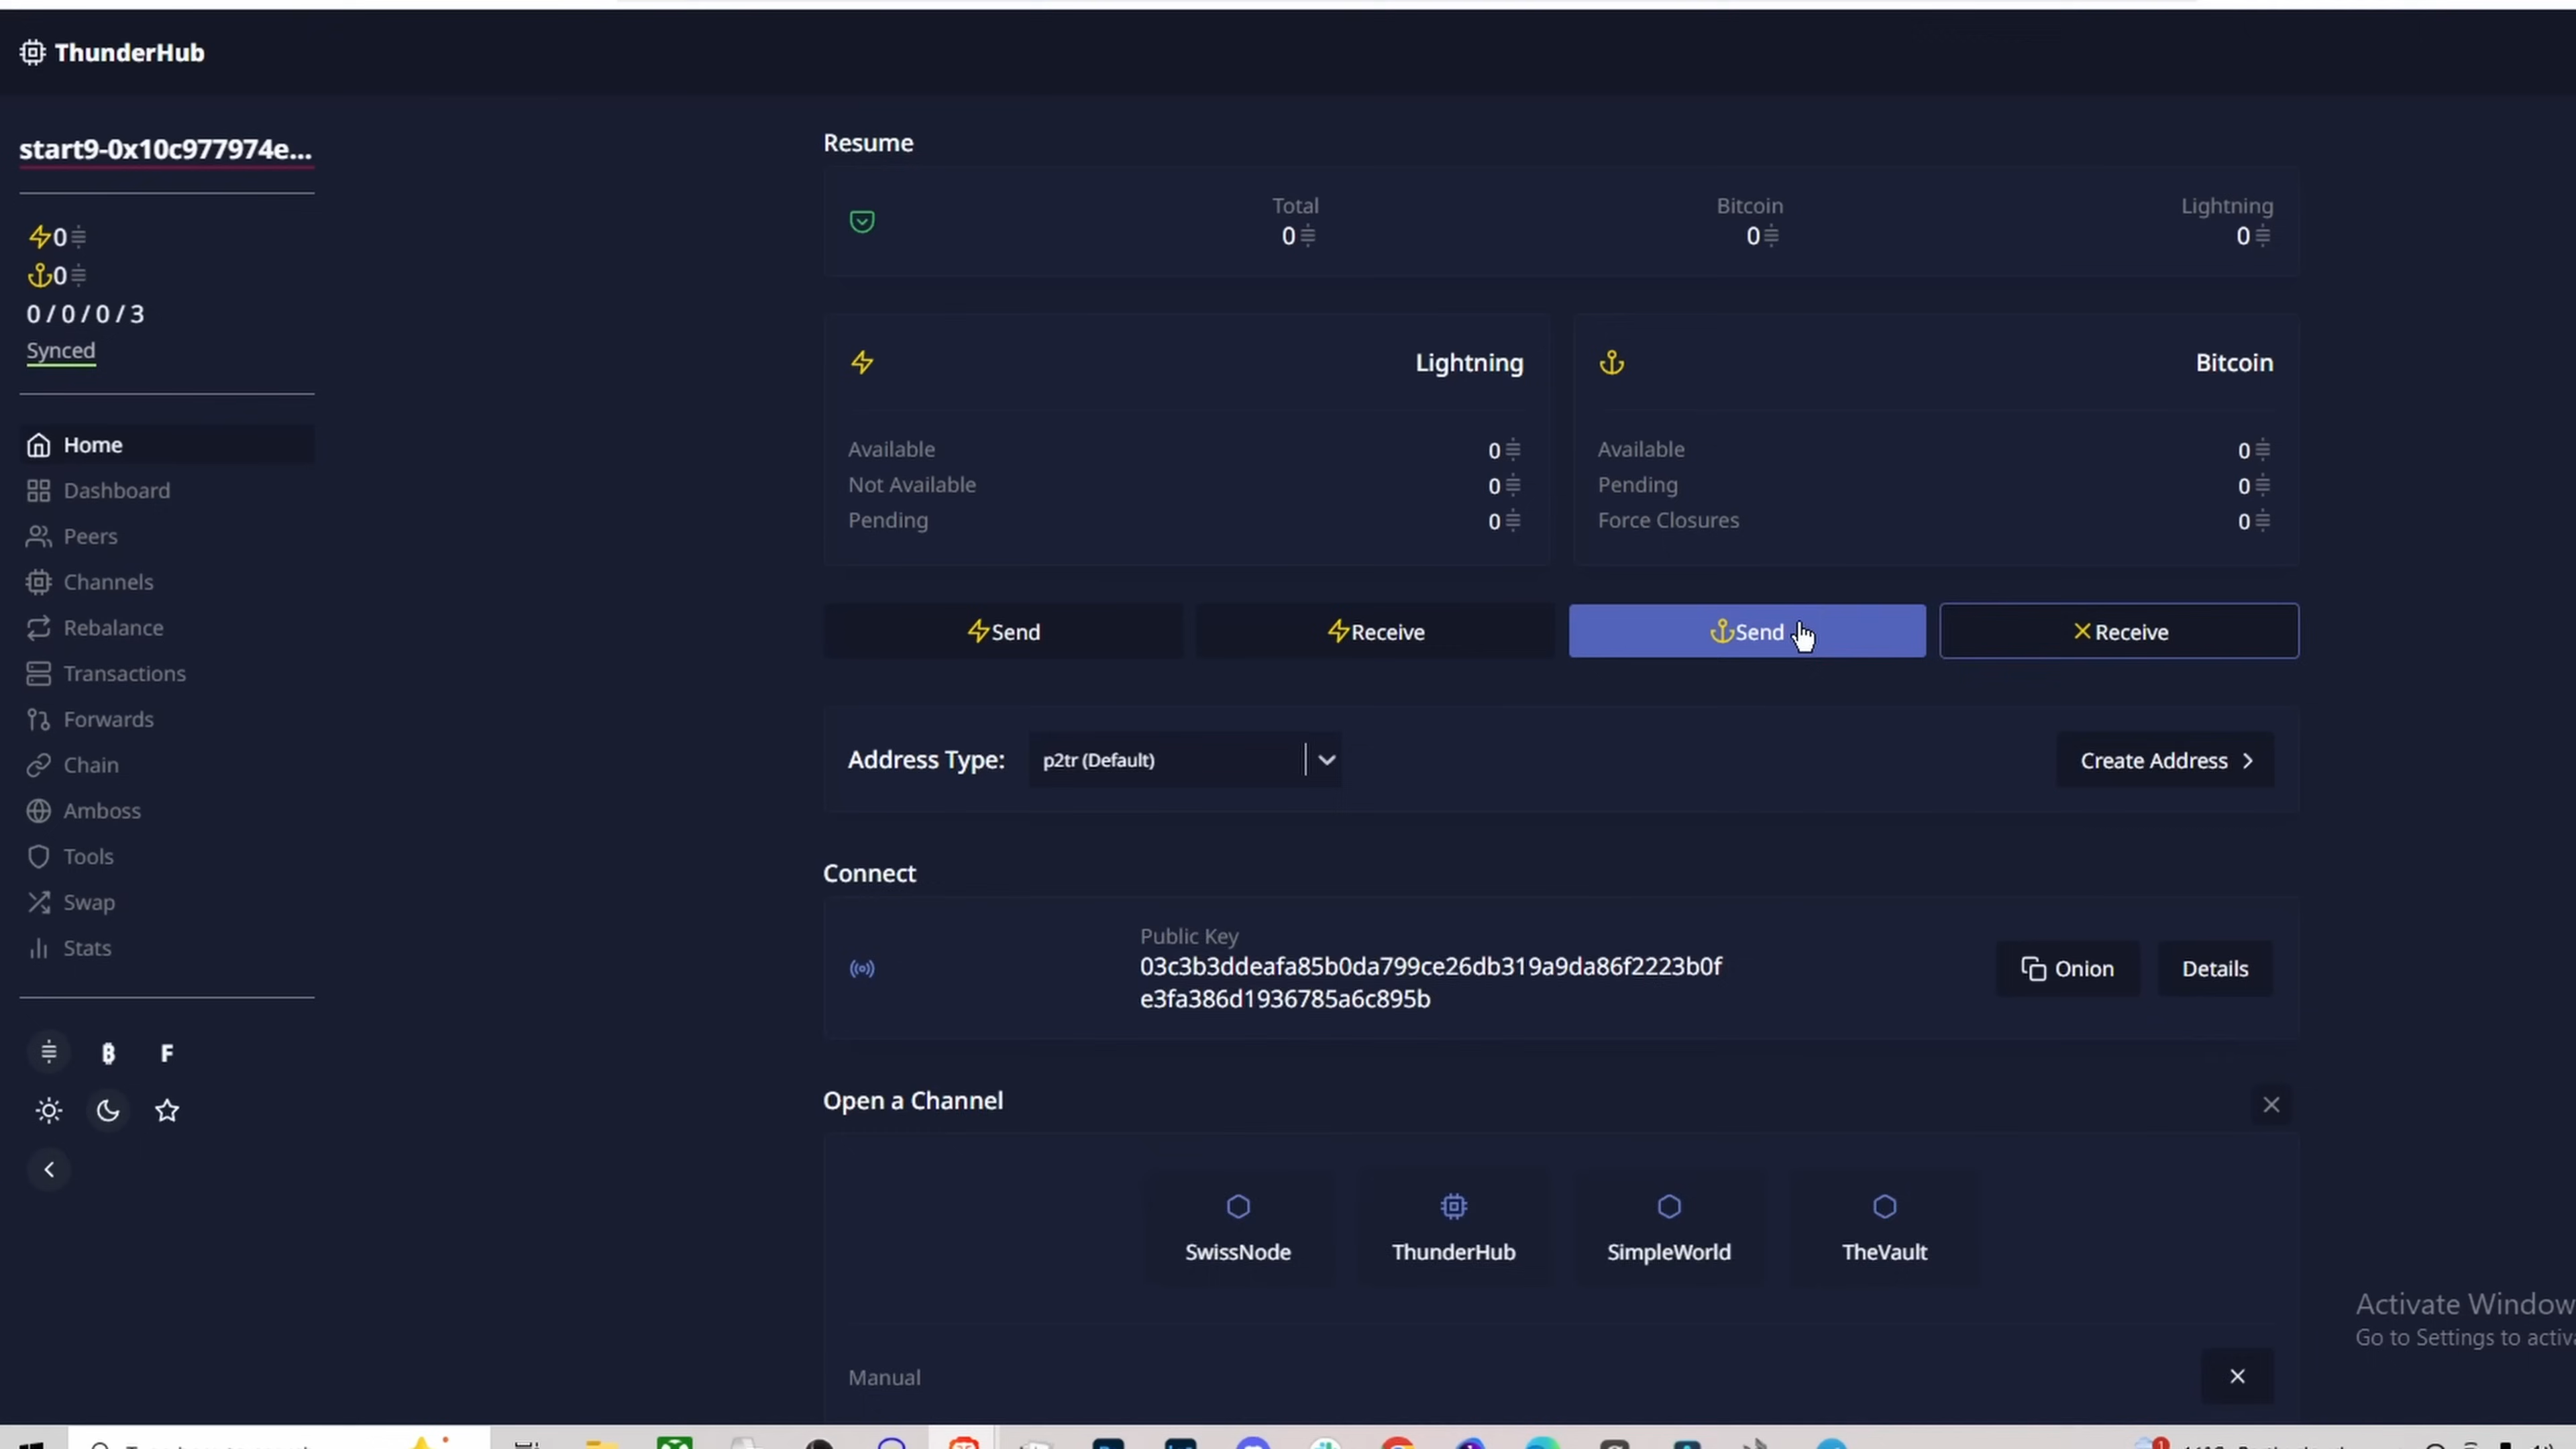 ThunderHub
start9-0x10c977974e...
0
0
0 / 0 / 0 / 3
Synced
Home
Dashboard
Peers
Channels
Rebalance
Transactions
Forwards
Chain
Amboss
Tools
Swap
Stats
₿ F
Resume
Total
0
Bitcoin
0
Lightning
0
Lightning
Available 0
Not Available 0
Pending 0
Bitcoin
Available 0
Pending 0
Force Closures 0
Send
Receive
Send
Receive
Address Type: p2tr (Default)
Create Address
Connect
Public Key
03c3b3ddeafa85b0da799ce26db319a9da86f2223b0f
e3fa386d1936785a6c895b
Onion
Details
Open a Channel
SwissNode
ThunderHub
SimpleWorld
TheVault
Manual
Activate Window
Go to Settings to activa